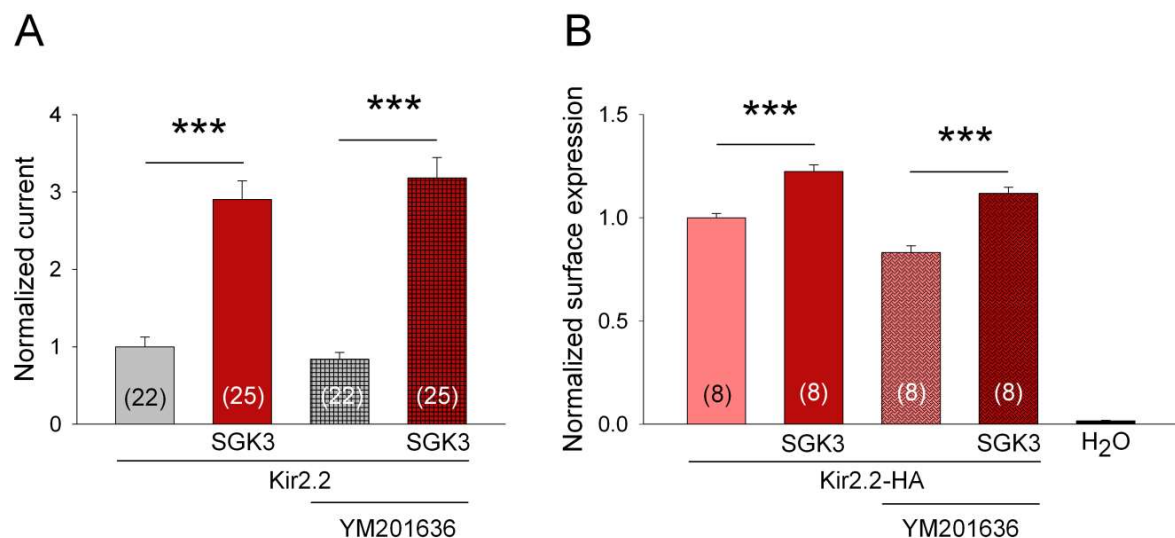 A
B
Normalized current
4
3
2
1
0
***
***
(22)
(25)
(22)
(25)
SGK3
SGK3
Kir2.2
YM201636
Normalized surface expression
1.5
1.0
0.5
0.0
***
***
(8)
(8)
(8)
(8)
SGK3
SGK3
H₂O
Kir2.2-HA
YM201636